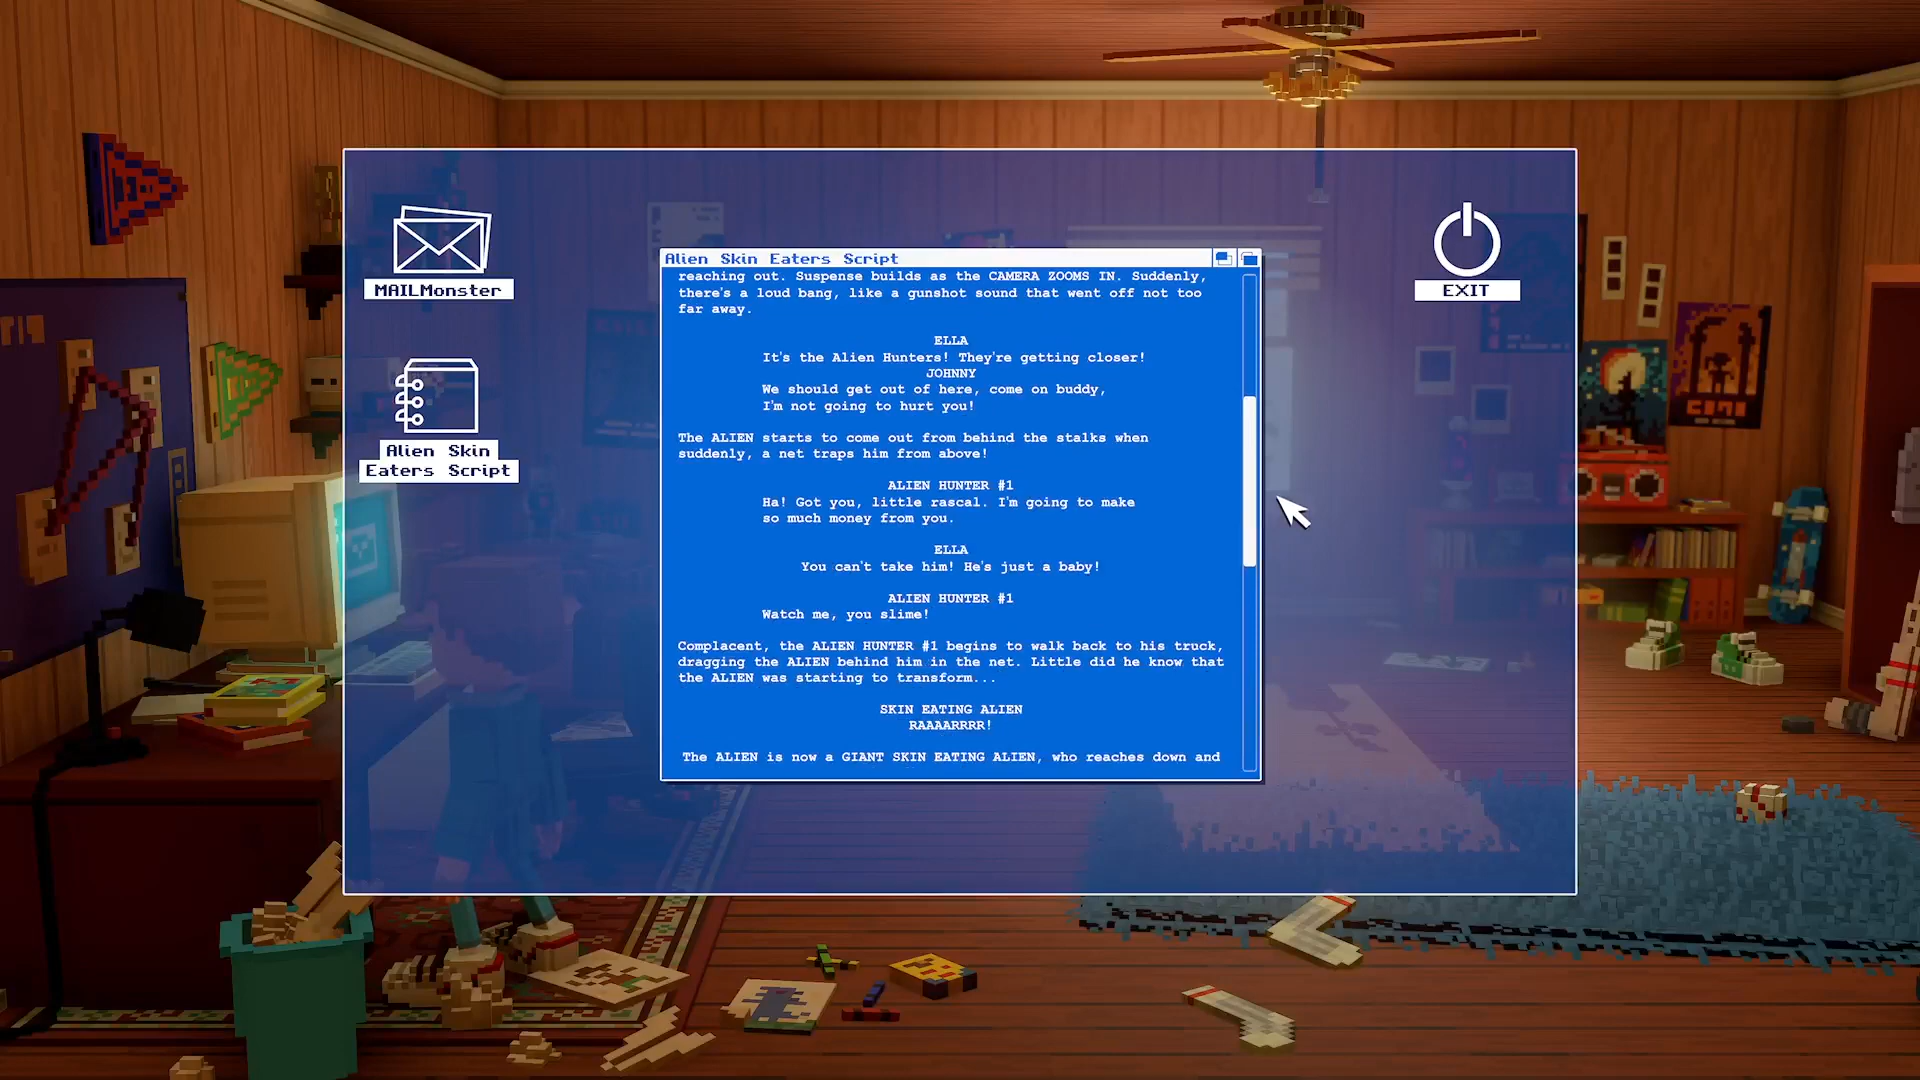 MAILMonster
EXIT
Alien Skin
Eaters Script
Alien Skin Eaters Script
reaching out. Suspense builds as the CAMERA ZOOMS IN. Suddenly,
there's a loud bang, like a gunshot sound that went off not too
far away.
ELLA
It's the Alien Hunters! They're getting closer!
JOHNNY
We should get out of here, come on buddy,
I'm not going to hurt you!
The ALIEN starts to come out from behind the stalks when
suddenly, a net traps him from above!
ALIEN HUNTER #1
Ha! Got you, little rascal. I'm going to make
so much money from you.
ELLA
You can't take him! He's just a baby!
ALIEN HUNTER #1
Watch me, you slime!
Complacent, the ALIEN HUNTER #1 begins to walk back to his truck,
dragging the ALIEN behind him in the net. Little did he know that
the ALIEN was starting to transform...
SKIN EATING ALIEN
RAAAARRRR!
The ALIEN is now a GIANT SKIN EATING ALIEN, who reaches down and